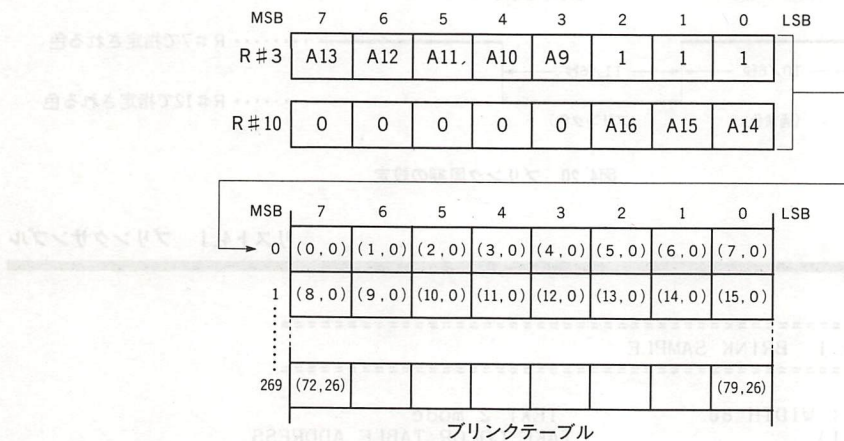 MSB 7 6 5 4 3 2 1 0 LSB
R#3 A13 A12 A11, A10 A9 1 1 1
R#10 0 0 0 0 0 A16 A15 A14
MSB 7 6 5 4 3 2 1 0 LSB
0 (0,0) (1,0) (2,0) (3,0) (4,0) (5,0) (6,0) (7,0)
1 (8,0) (9,0) (10,0) (11,0) (12,0) (13,0) (14,0) (15,0)
269 (72,26) (79,26)
ブリンクテーブル